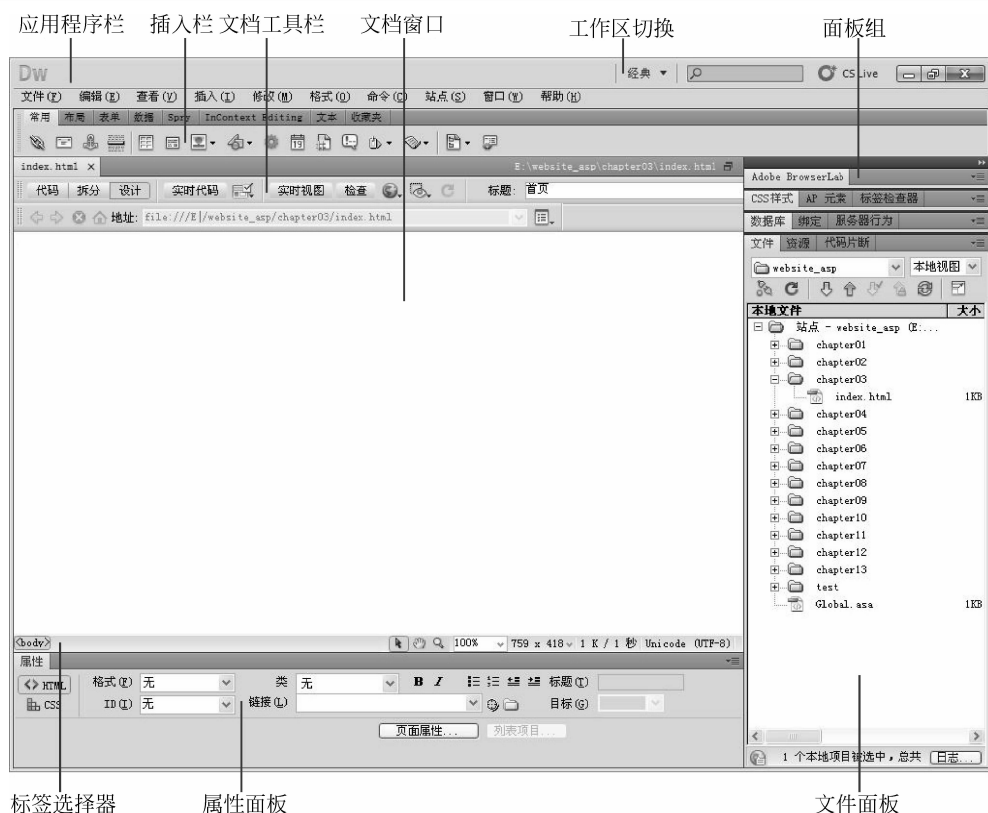 应用程序栏 插入栏 文档工具栏 文档窗口 工作区切换 面板组
Dw 经典 CS Live
文件(F) 编辑(E) 查看(V) 插入(I) 修改(M) 格式(O) 命令(C) 站点(S) 窗口(W) 帮助(H)
常用 布局 表单 数据 Spry InContext Editing 文本 收藏夹
19
index.html × E:\website_asp\chapter03\index.html
代码 拆分 设计 实时代码 实时视图 检查 标题: 首页
地址: file:///E|/website_asp/chapter03/index.html
Adobe BrowserLab
CSS样式 AP 元素 标签检查器
数据库 绑定 服务器行为
文件 资源 代码片断
website_asp 本地视图
本地文件 大小
站点 - website_asp (E:...
chapter01
chapter02
chapter03
index.html 1KB
chapter04
chapter05
chapter06
chapter07
chapter08
chapter09
chapter10
chapter11
chapter12
chapter13
test
Global.asa 1KB
<body> 100% 759 x 418 1 K / 1 秒 Unicode (UTF-8)
属性
<> HTML 格式(F) 无 类 无 B I 标题(T)
CSS ID(I) 无 链接(L) 目标(G)
页面属性... 列表项目...
1 个本地项目被选中，总共 日志...
标签选择器 属性面板 文件面板